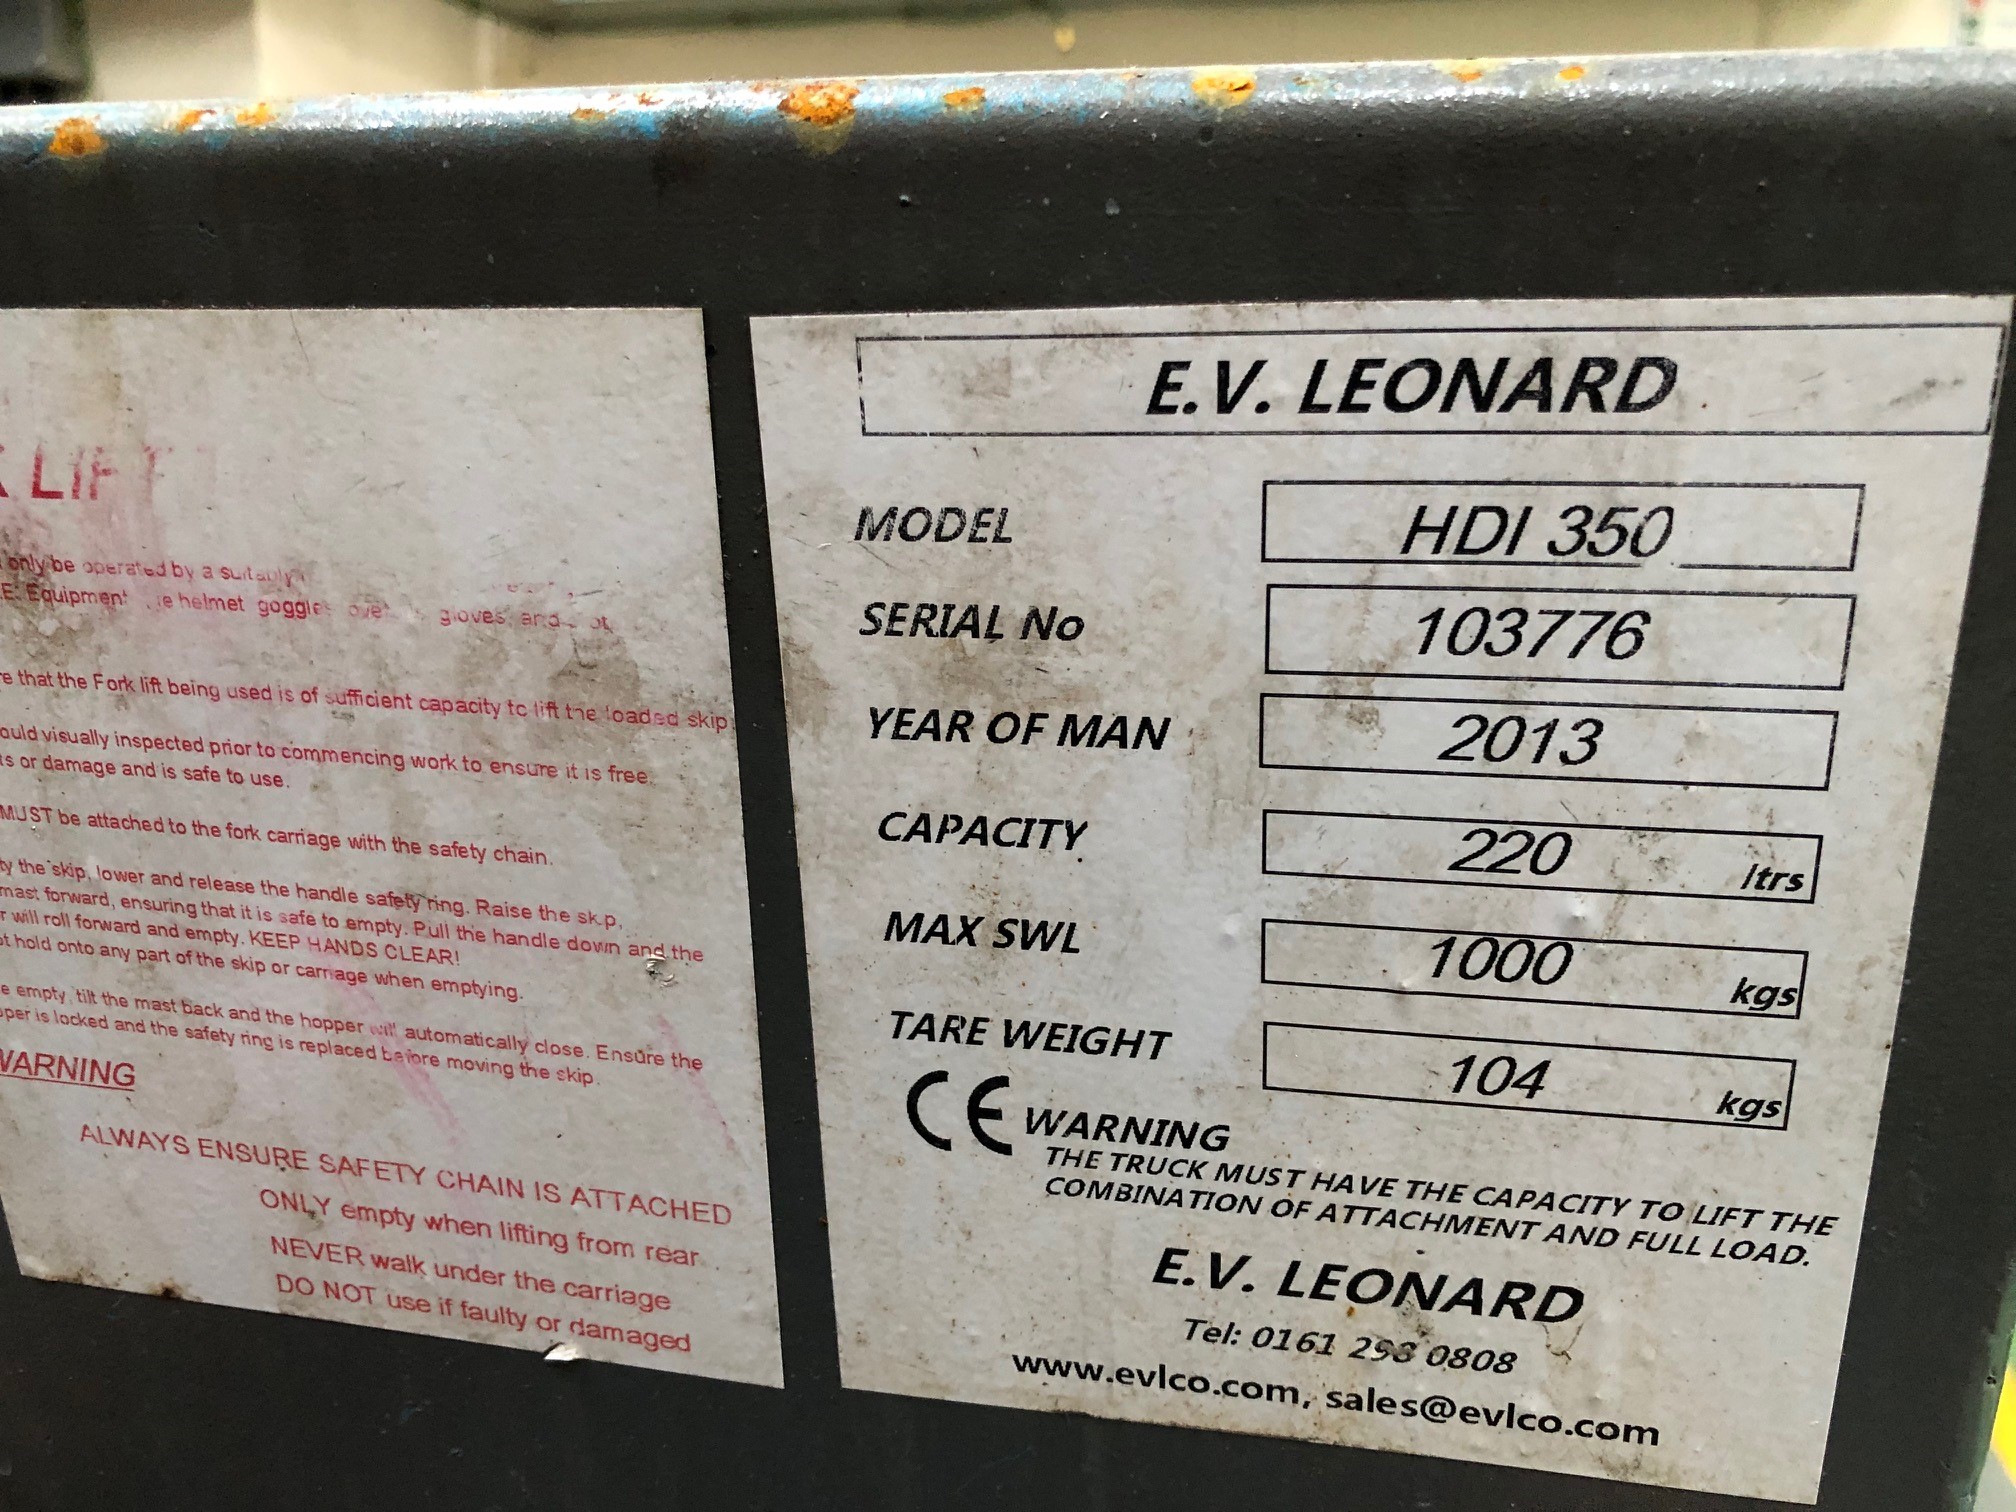 LIFT
only be operated by a suitably
E. Equipment helmet goggles gloves, and
that the Fork lift being used is of sufficient capacity to lift the loaded skip
visually inspected prior to commencing work to ensure it is free.
or damage and is safe to use.
MUST be attached to the fork carriage with the safety chain.
the skip, lower and release the handle safety ring. Raise the skip,
mast forward, ensuring that it is safe to empty. Pull the handle down and the
will roll forward and empty. KEEP HANDS CLEAR!
hold onto any part of the skip or carriage when emptying.
empty, tilt the mast back and the hopper will automatically close. Ensure the
is locked and the safety ring is replaced before moving the skip.
WARNING
ALWAYS ENSURE SAFETY CHAIN IS ATTACHED
ONLY empty when lifting from rear
NEVER walk under the carriage
DO NOT use if faulty or damaged
E.V. LEONARD
MODEL HDI 350
SERIAL No 103776
YEAR OF MAN 2013
CAPACITY 220 ltrs
MAX SWL 1000 kgs
TARE WEIGHT 104 kgs
CE WARNING
THE TRUCK MUST HAVE THE CAPACITY TO LIFT THE
COMBINATION OF ATTACHMENT AND FULL LOAD.
E.V. LEONARD
Tel: 0161 0808
www.evlco.com, sales@evlco.com